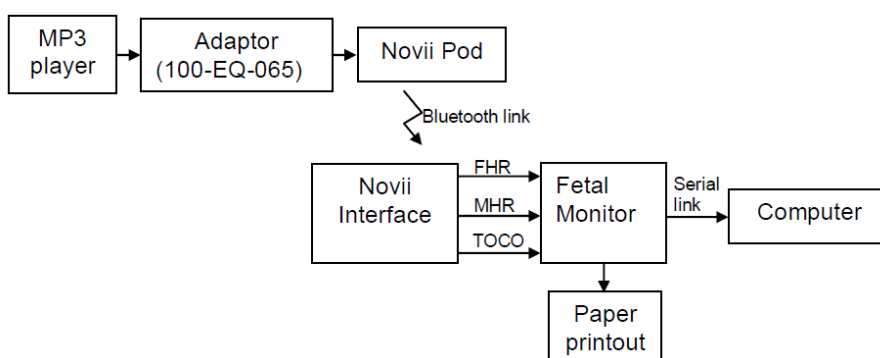 MP3
player
Adaptor
(100-EQ-065)
Novii Pod
Bluetooth link
Novii
Interface
FHR
MHR
TOCO
Fetal
Monitor
Serial
link
Computer
Paper
printout